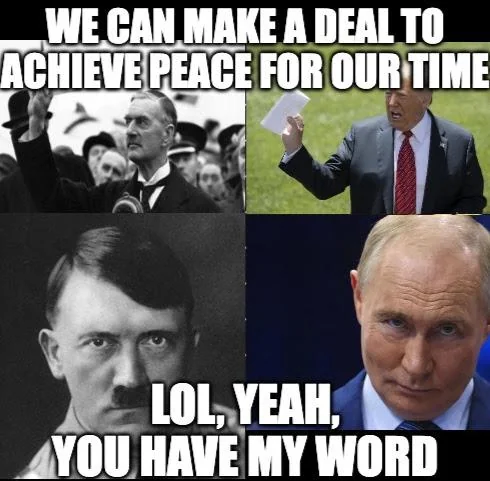 WE CAN MAKE A DEAL TO
ACHIEVE PEACE FOR OUR TIME
LOL, YEAH,
YOU HAVE MY WORD